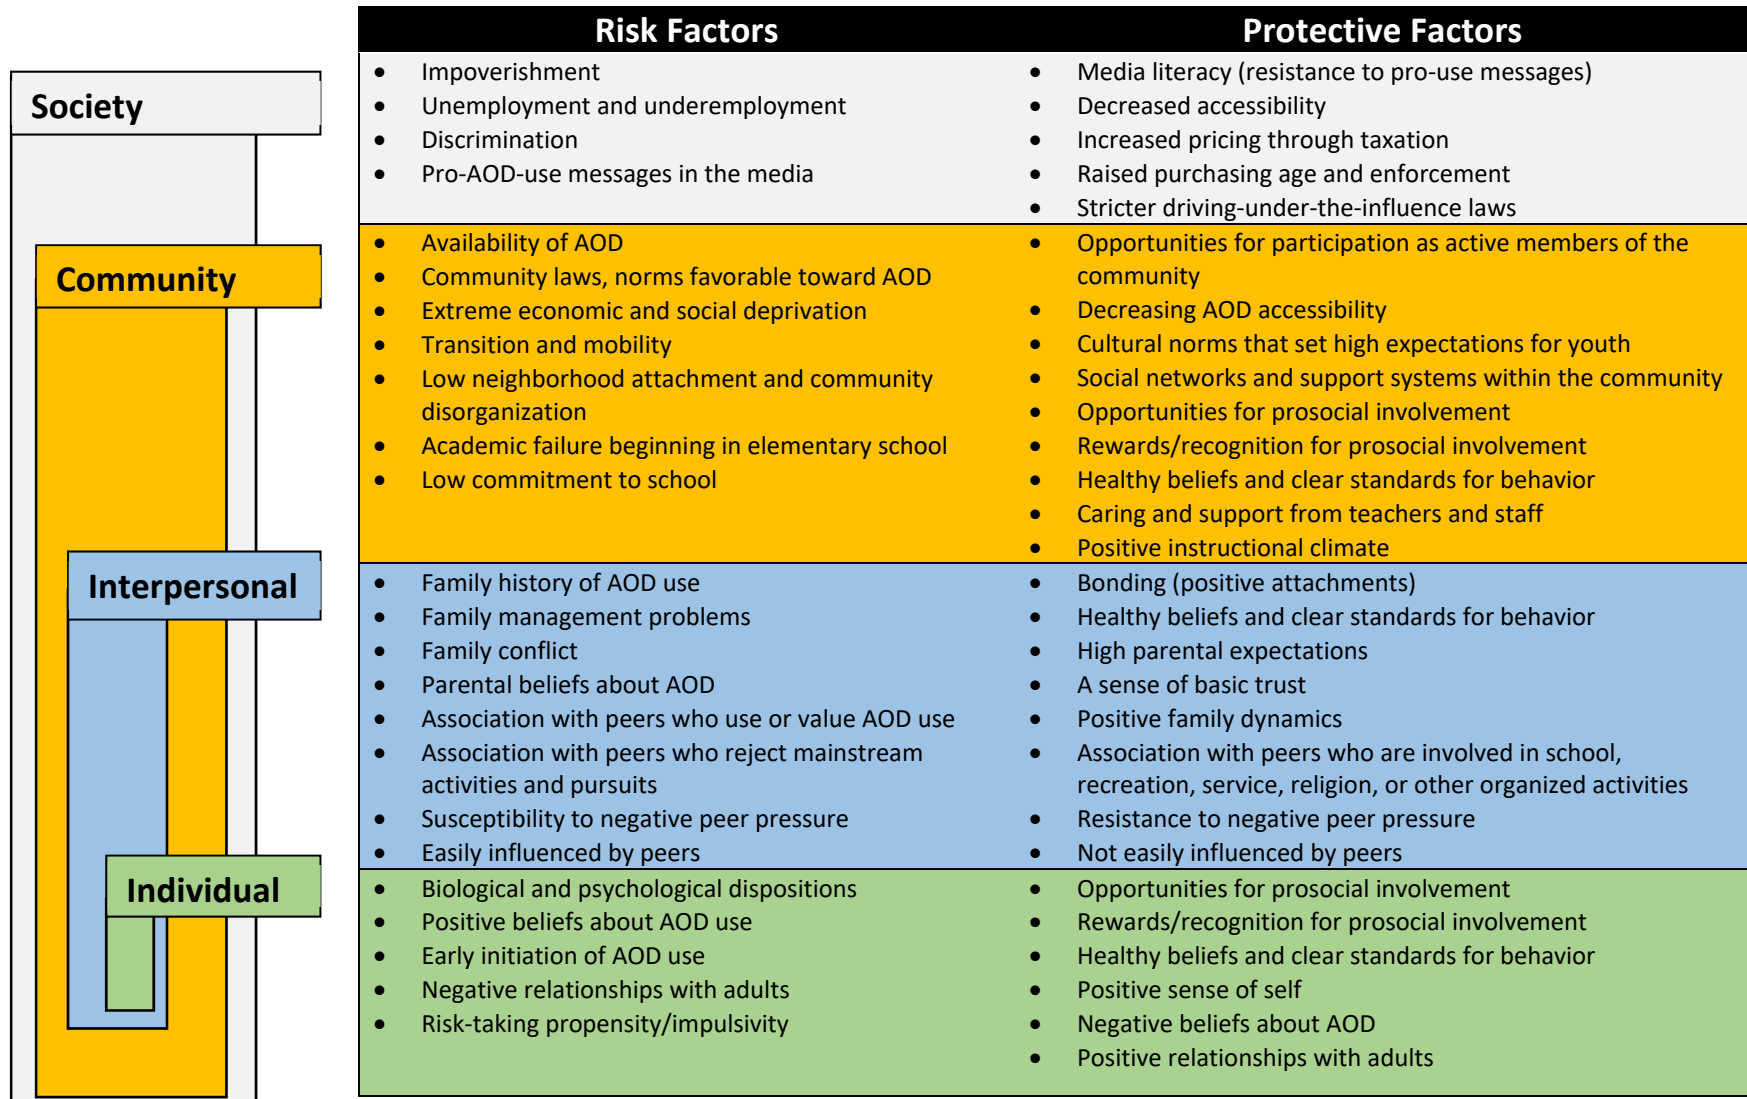 Risk Factors
Protective Factors
Society
• Impoverishment
• Unemployment and underemployment
• Discrimination
• Pro-AOD-use messages in the media
• Media literacy (resistance to pro-use messages)
• Decreased accessibility
• Increased pricing through taxation
• Raised purchasing age and enforcement
• Stricter driving-under-the-influence laws
Community
• Availability of AOD
• Community laws, norms favorable toward AOD
• Extreme economic and social deprivation
• Transition and mobility
• Low neighborhood attachment and community
disorganization
• Academic failure beginning in elementary school
• Low commitment to school
• Opportunities for participation as active members of the
community
• Decreasing AOD accessibility
• Cultural norms that set high expectations for youth
• Social networks and support systems within the community
• Opportunities for prosocial involvement
• Rewards/recognition for prosocial involvement
• Healthy beliefs and clear standards for behavior
• Caring and support from teachers and staff
• Positive instructional climate
Interpersonal
• Family history of AOD use
• Family management problems
• Family conflict
• Parental beliefs about AOD
• Association with peers who use or value AOD use
• Association with peers who reject mainstream
activities and pursuits
• Susceptibility to negative peer pressure
• Easily influenced by peers
• Bonding (positive attachments)
• Healthy beliefs and clear standards for behavior
• High parental expectations
• A sense of basic trust
• Positive family dynamics
• Association with peers who are involved in school,
recreation, service, religion, or other organized activities
• Resistance to negative peer pressure
• Not easily influenced by peers
Individual
• Biological and psychological dispositions
• Positive beliefs about AOD use
• Early initiation of AOD use
• Negative relationships with adults
• Risk-taking propensity/impulsivity
• Opportunities for prosocial involvement
• Rewards/recognition for prosocial involvement
• Healthy beliefs and clear standards for behavior
• Positive sense of self
• Negative beliefs about AOD
• Positive relationships with adults